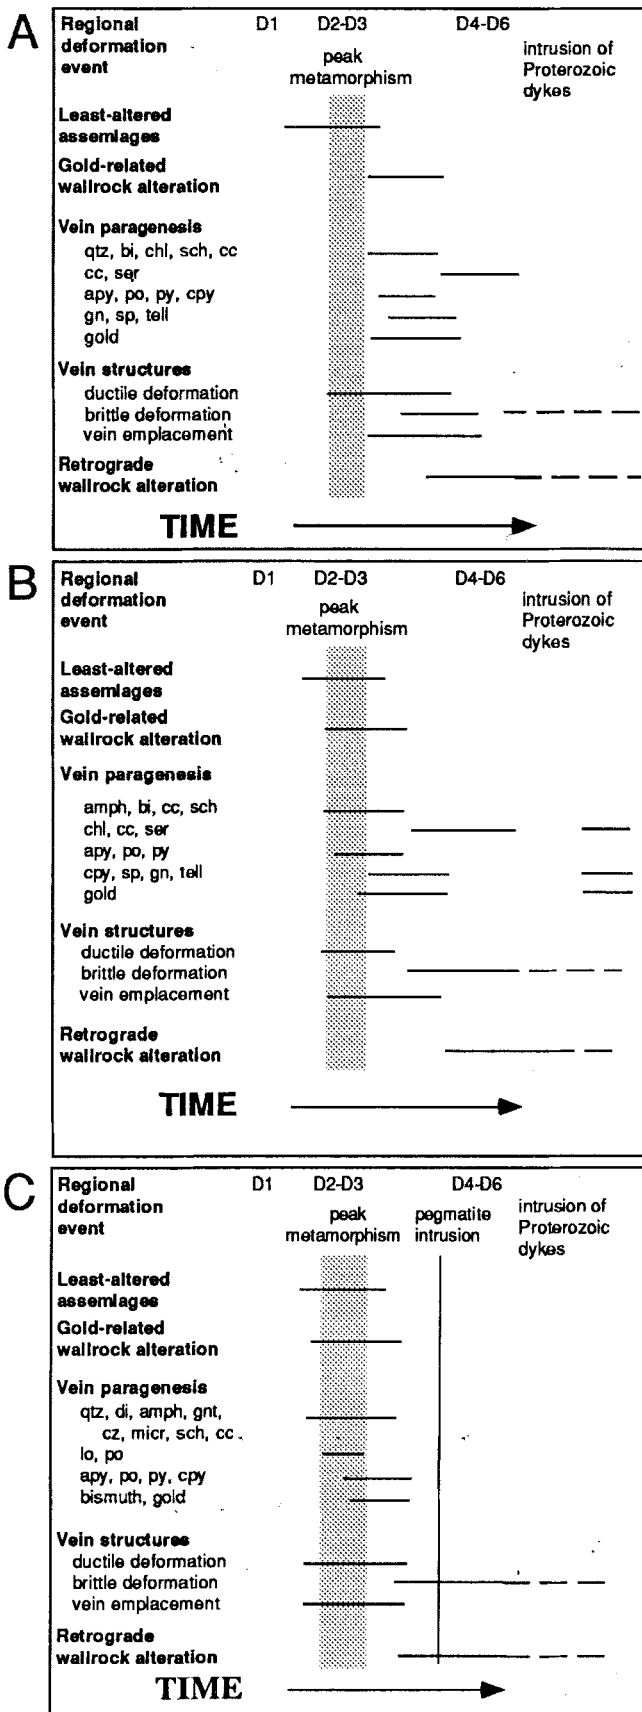 A
Regional D1 D2-D3 D4-D6
deformation intrusion of
event peak Proterozoic
metamorphism dykes
Least-altered
assemlages
Gold-related
wallrock alteration
Vein paragenesis
qtz, bi, chl, sch, cc
cc, ser
apy, po, py, cpy
gn, sp, tell
gold
Vein structures
ductile deformation
brittle deformation
vein emplacement
Retrograde
wallrock alteration
TIME
B
Regional D1 D2-D3 D4-D6
deformation intrusion of
event peak Proterozoic
metamorphism dykes
Least-altered
assemlages
Gold-related
wallrock alteration
Vein paragenesis
amph, bi, cc, sch
chl, cc, ser
apy, po, py
cpy, sp, gn, tell
gold
Vein structures
ductile deformation
brittle deformation
vein emplacement
Retrograde
wallrock alteration
TIME
C
Regional D1 D2-D3 D4-D6
deformation peak pegmatite intrusion of
event metamorphism intrusion Proterozoic
dykes
Least-altered
assemlages
Gold-related
wallrock alteration
Vein paragenesis
qtz, di, amph, gnt,
cz, micr, sch, cc
lo, po
apy, po, py, cpy
bismuth, gold
Vein structures
ductile deformation
brittle deformation
vein emplacement
Retrograde
wallrock alteration
TIME